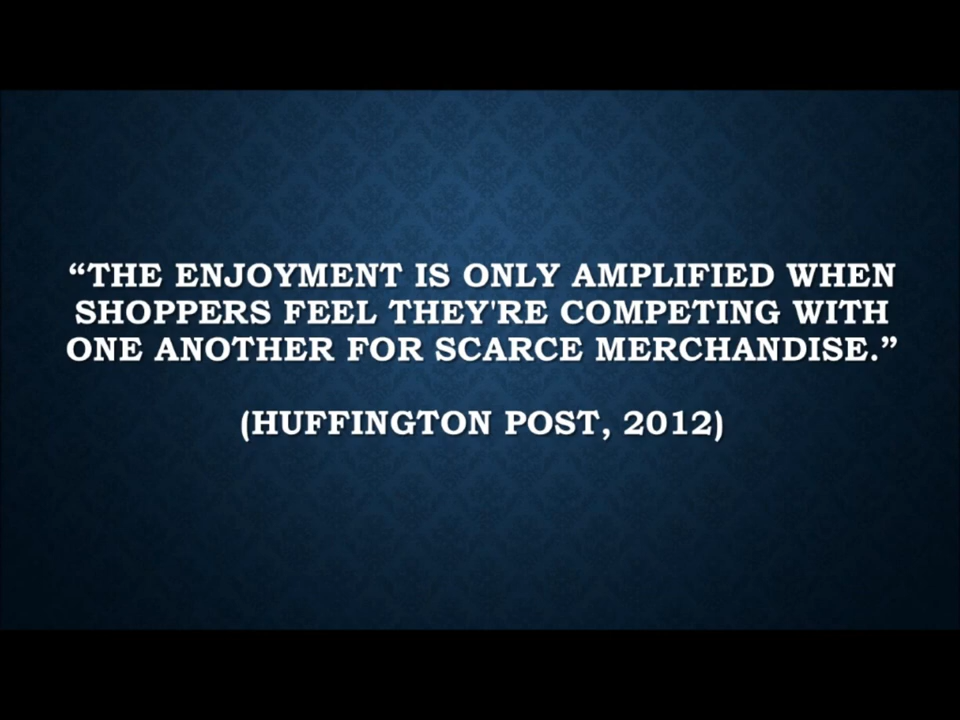 “THE ENJOYMENT IS ONLY AMPLIFIED WHEN
SHOPPERS FEEL THEY'RE COMPETING WITH
ONE ANOTHER FOR SCARCE MERCHANDISE.”
(HUFFINGTON POST, 2012)